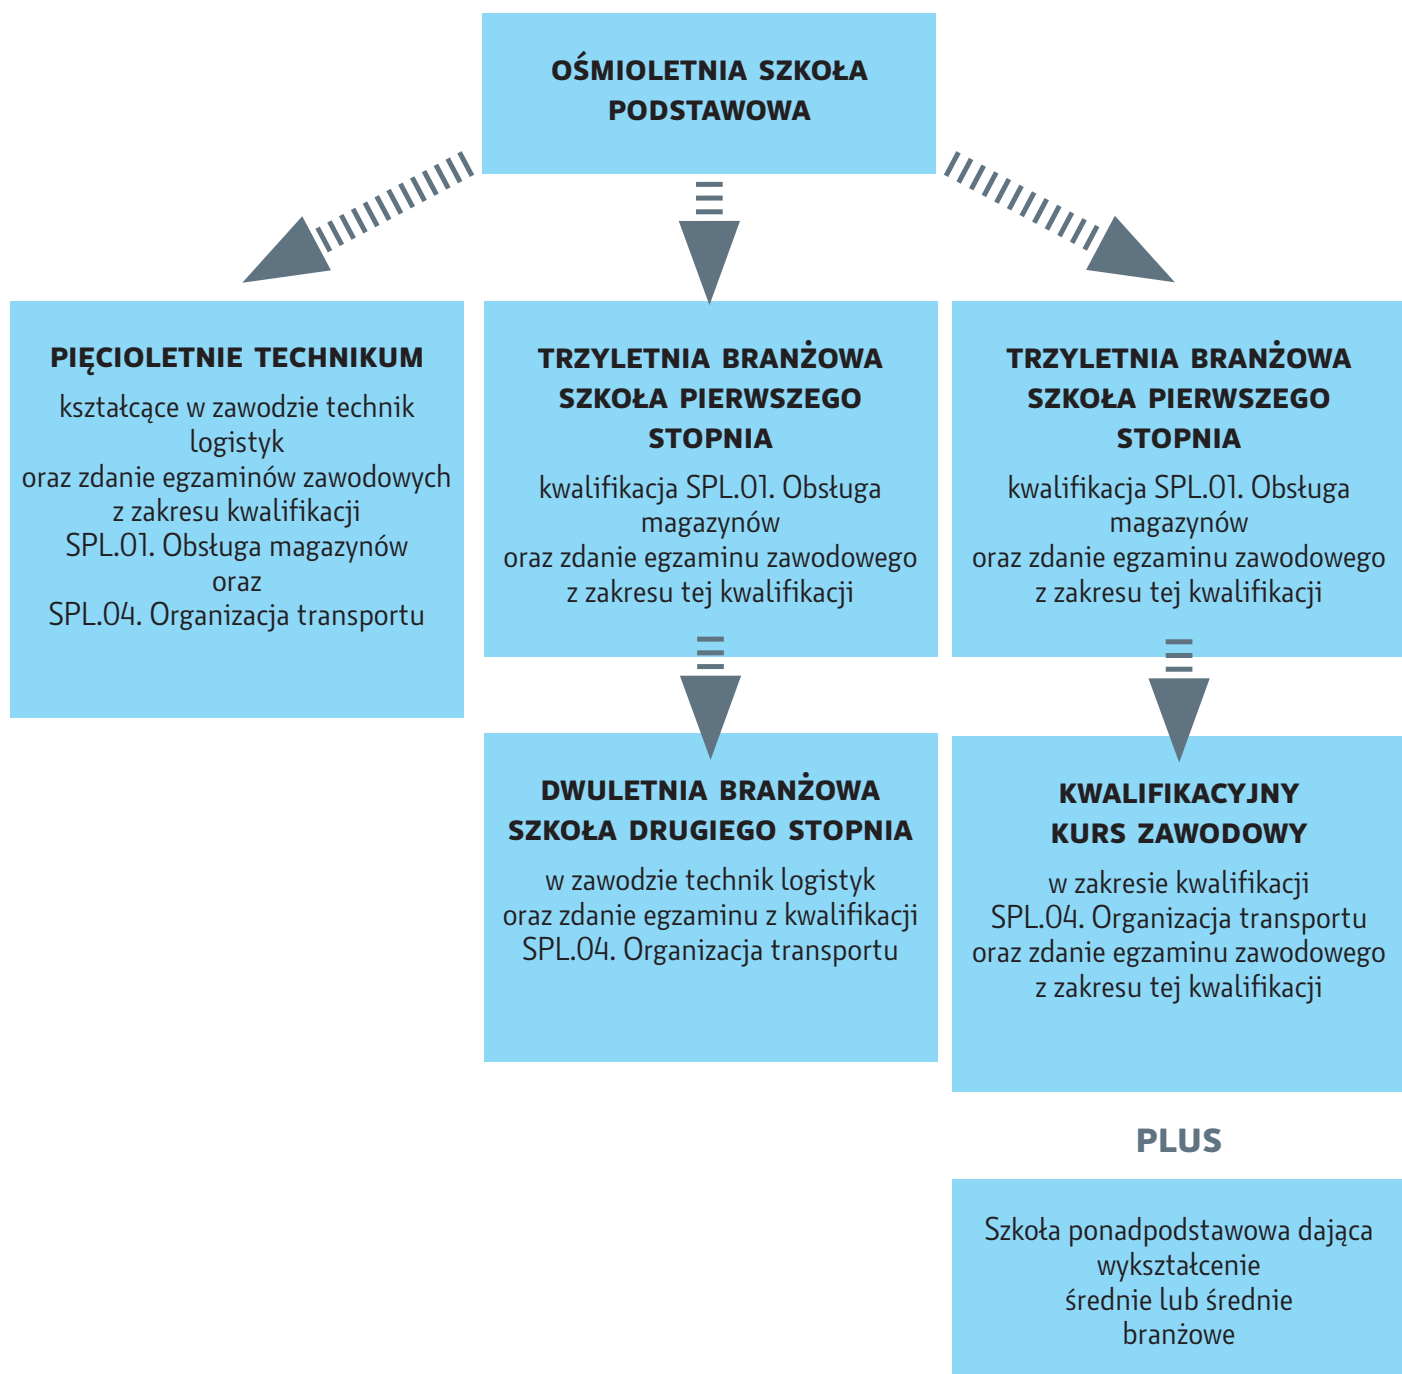 OŚMIOLETNIA SZKOŁA
PODSTAWOWA
PIĘCIOLETNIE TECHNIKUM
kształcące w zawodzie technik
logistyk
oraz zdanie egzaminów zawodowych
z zakresu kwalifikacji
SPL.01. Obsługa magazynów
oraz
SPL.04. Organizacja transportu
TRZYLETNIA BRANŻOWA
SZKOŁA PIERWSZEGO
STOPNIA
kwalifikacja SPL.01. Obsługa
magazynów
oraz zdanie egzaminu zawodowego
z zakresu tej kwalifikacji
TRZYLETNIA BRANŻOWA
SZKOŁA PIERWSZEGO
STOPNIA
kwalifikacja SPL.01. Obsługa
magazynów
oraz zdanie egzaminu zawodowego
z zakresu tej kwalifikacji
DWULETNIA BRANŻOWA
SZKOŁA DRUGIEGO STOPNIA
w zawodzie technik logistyk
oraz zdanie egzaminu z kwalifikacji
SPL.04. Organizacja transportu
KWALIFIKACYJNY
KURS ZAWODOWY
w zakresie kwalifikacji
SPL.04. Organizacja transportu
oraz zdanie egzaminu zawodowego
z zakresu tej kwalifikacji
PLUS
Szkoła ponadpodstawowa dająca
wykształcenie
średnie lub średnie
branżowe